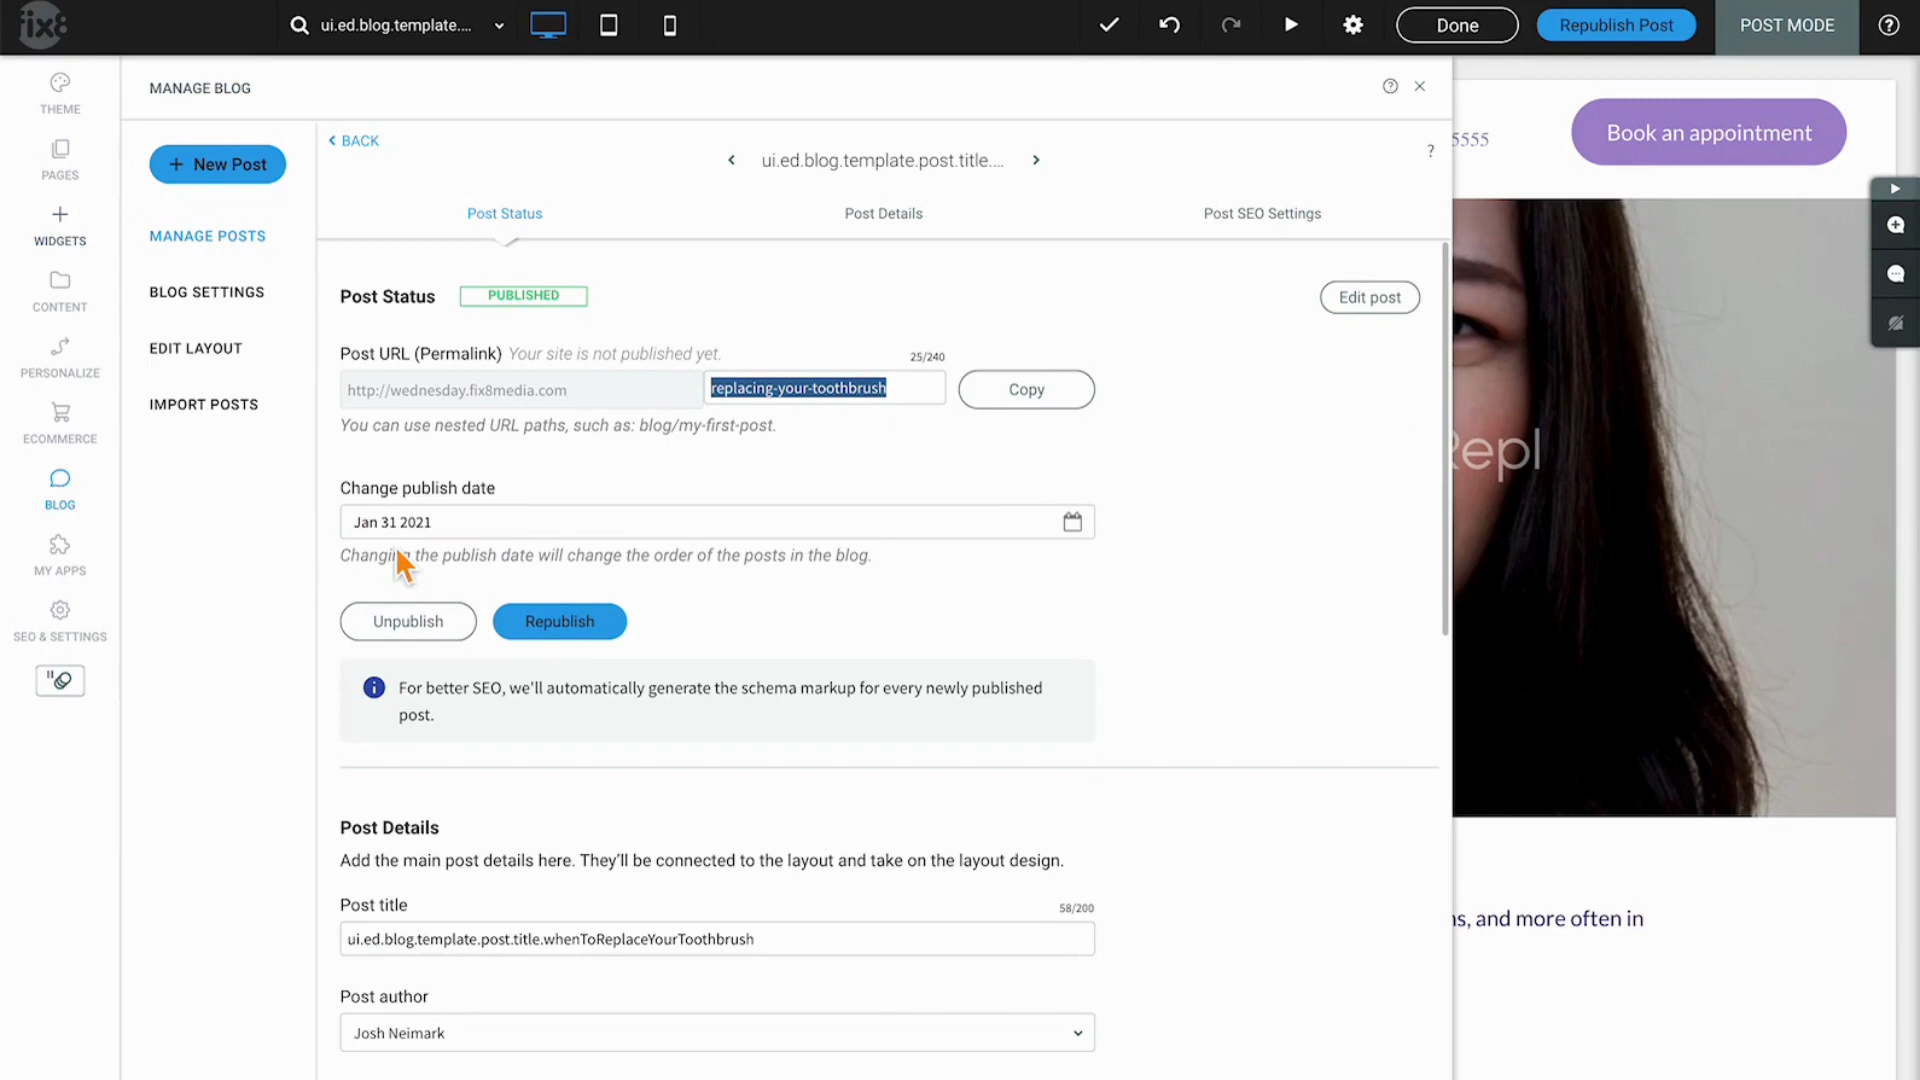 fix8
ui.ed.blog.template....
Done
Republish Post
POST MODE
THEME
PAGES
WIDGETS
CONTENT
PERSONALIZE
ECOMMERCE
BLOG
MY APPS
SEO & SETTINGS
MANAGE BLOG
+ New Post
MANAGE POSTS
BLOG SETTINGS
EDIT LAYOUT
IMPORT POSTS
BACK
ui.ed.blog.template.post.title....
?
Post Status
Post Details
Post SEO Settings
Post Status
PUBLISHED
Edit post
Post URL (Permalink) Your site is not published yet.
25/240
http://wednesday.fix8media.com
replacing-your-toothbrush
Copy
You can use nested URL paths, such as: blog/my-first-post.
Change publish date
Jan 31 2021
Changing the publish date will change the order of the posts in the blog.
Unpublish
Republish
For better SEO, we'll automatically generate the schema markup for every newly published
post.
Post Details
Add the main post details here. They'll be connected to the layout and take on the layout design.
Post title
58/200
ui.ed.blog.template.post.title.whenToReplaceYourToothbrush
Post author
Josh Neimark
5555
Book an appointment
Repl
ns, and more often in